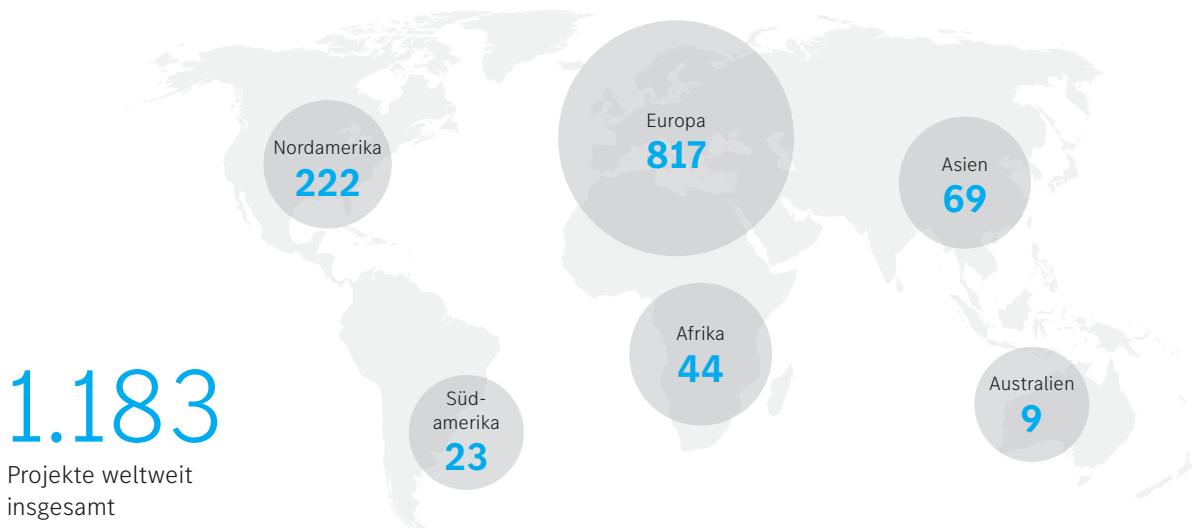 Nordamerika
222
Europa
817
Asien
69
Afrika
44
Süd-
amerika
23
Australien
9
1.183
Projekte weltweit
insgesamt